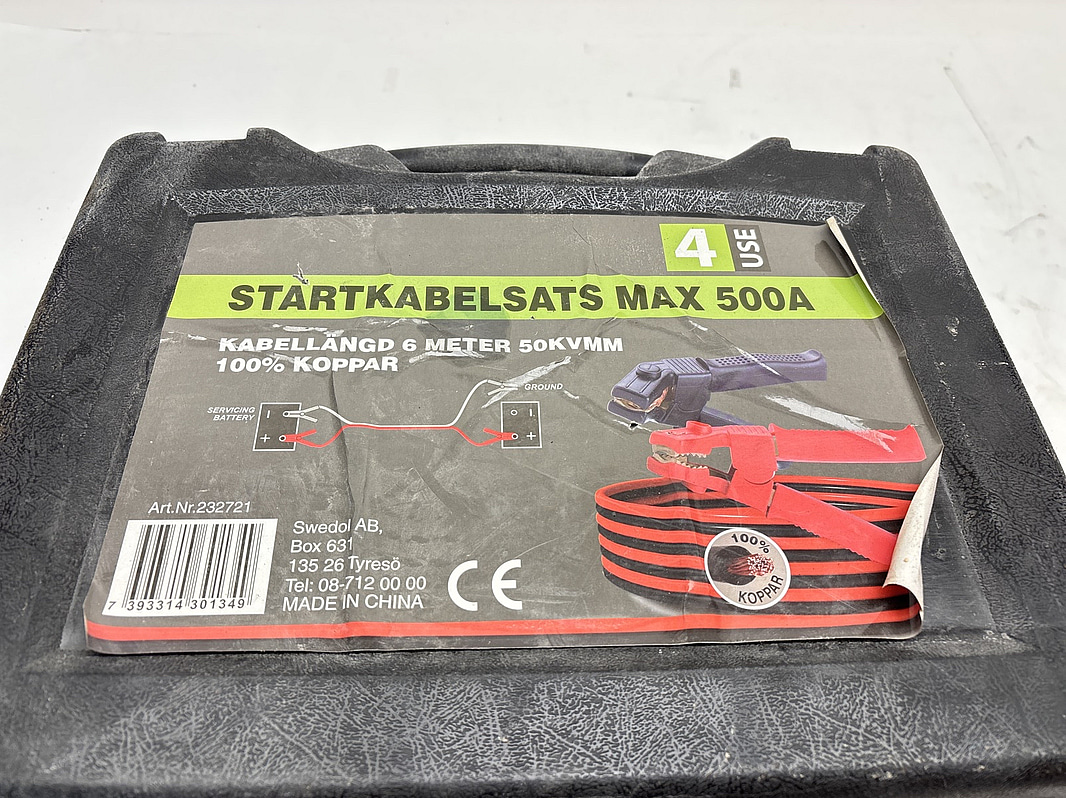 4 USE
STARTKABELSATS MAX 500A
KABELLÄNGD 6 METER 50KVMM
100% KOPPAR
GROUND
SERVICING
BATTERY
Art.Nr.232721
7 393314 301349
Swedol AB,
Box 631
135 26 Tyresö
Tel: 08-712 00 00
MADE IN CHINA
CE
100%
KOPPAR